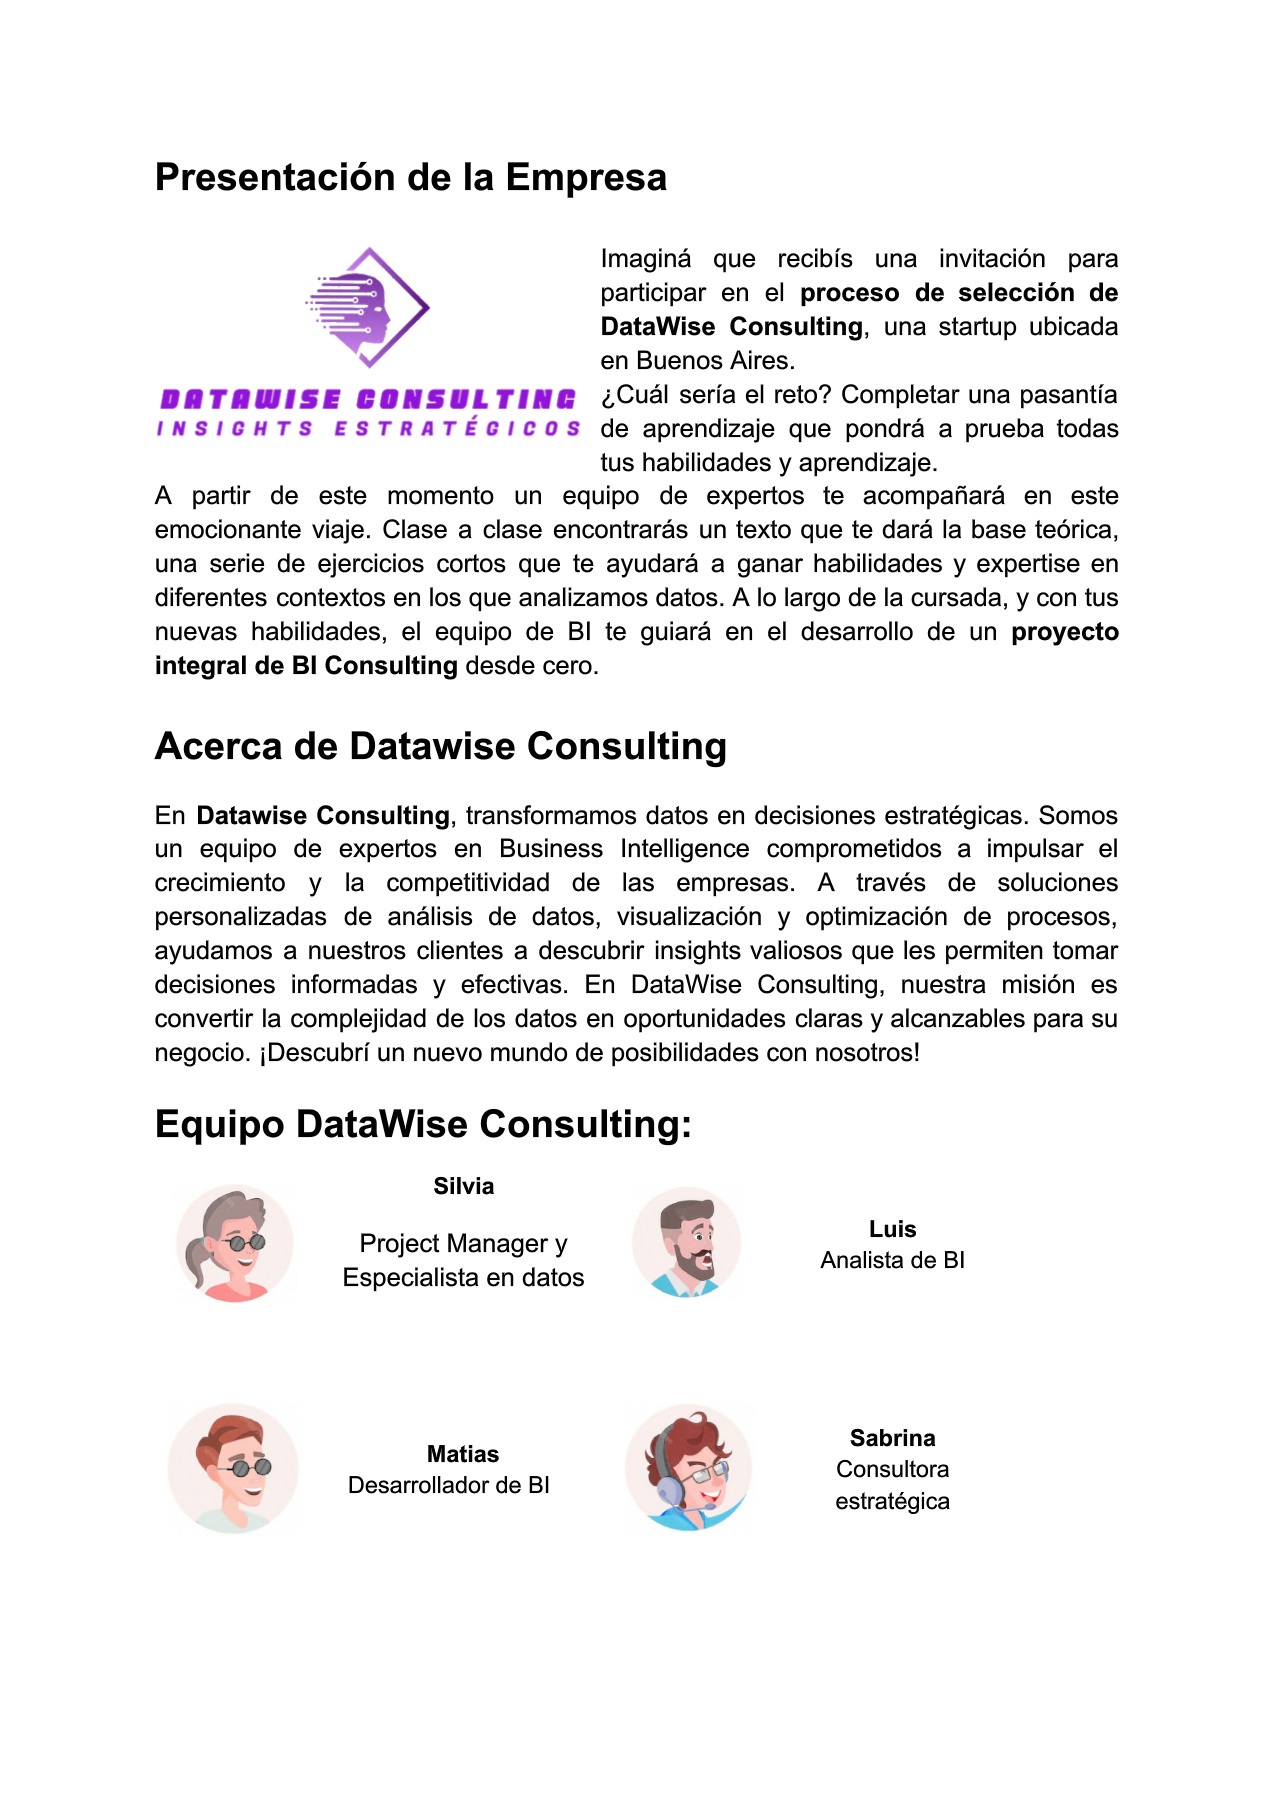 Presentación de la Empresa
DATAWISE CONSULTING
INSIGHTS ESTRATÉGICOS
Imaginá que recibís una invitación para
participar en el proceso de selección de
DataWise Consulting, una startup ubicada
en Buenos Aires.
¿Cuál sería el reto? Completar una pasantía
de aprendizaje que pondrá a prueba todas
tus habilidades y aprendizaje.
A partir de este momento un equipo de expertos te acompañará en este
emocionante viaje. Clase a clase encontrarás un texto que te dará la base teórica,
una serie de ejercicios cortos que te ayudará a ganar habilidades y expertise en
diferentes contextos en los que analizamos datos. A lo largo de la cursada, y con tus
nuevas habilidades, el equipo de BI te guiará en el desarrollo de un proyecto
integral de BI Consulting desde cero.
Acerca de Datawise Consulting
En Datawise Consulting, transformamos datos en decisiones estratégicas. Somos
un equipo de expertos en Business Intelligence comprometidos a impulsar el
crecimiento y la competitividad de las empresas. A través de soluciones
personalizadas de análisis de datos, visualización y optimización de procesos,
ayudamos a nuestros clientes a descubrir insights valiosos que les permiten tomar
decisiones informadas y efectivas. En DataWise Consulting, nuestra misión es
convertir la complejidad de los datos en oportunidades claras y alcanzables para su
negocio. ¡Descubrí un nuevo mundo de posibilidades con nosotros!
Equipo DataWise Consulting:
Silvia
Project Manager y
Especialista en datos
Luis
Analista de BI
Matias
Desarrollador de BI
Sabrina
Consultora
estratégica